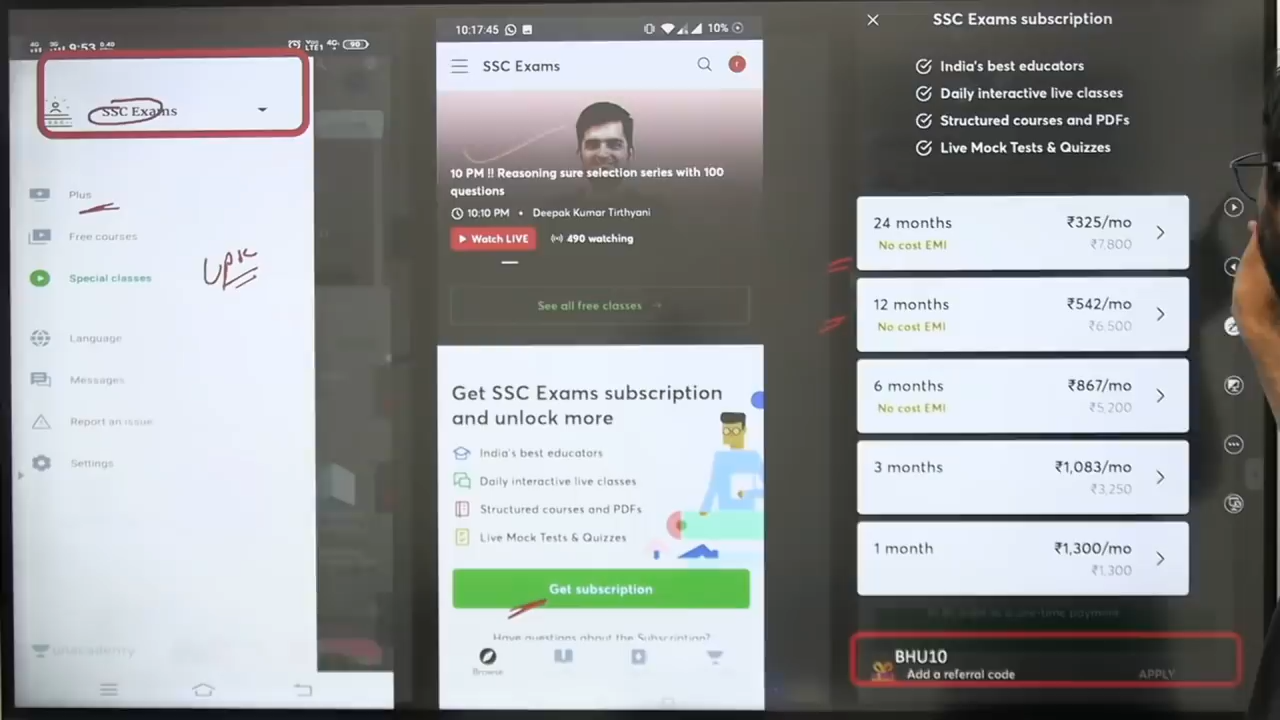 9:53
SSC Exams
Plus
Free courses
Special classes
Language
Messages
Report an issue
Settings
unacademy
10:17:45
10%
SSC Exams
10 PM !! Reasoning sure selection series with 100
questions
10:10 PM • Deepak Kumar Tirthyani
Watch LIVE
490 watching
See all free classes →
Get SSC Exams subscription
and unlock more
India's best educators
Daily interactive live classes
Structured courses and PDFs
Live Mock Tests & Quizzes
Get subscription
Have questions about the Subscription?
Browse
SSC Exams subscription
India's best educators
Daily interactive live classes
Structured courses and PDFs
Live Mock Tests & Quizzes
24 months ₹325/mo
No cost EMI ₹7,800
12 months ₹542/mo
No cost EMI ₹6,500
6 months ₹867/mo
No cost EMI ₹5,200
3 months ₹1,083/mo
₹3,250
1 month ₹1,300/mo
₹1,300
BHU10
Add a referral code APPLY